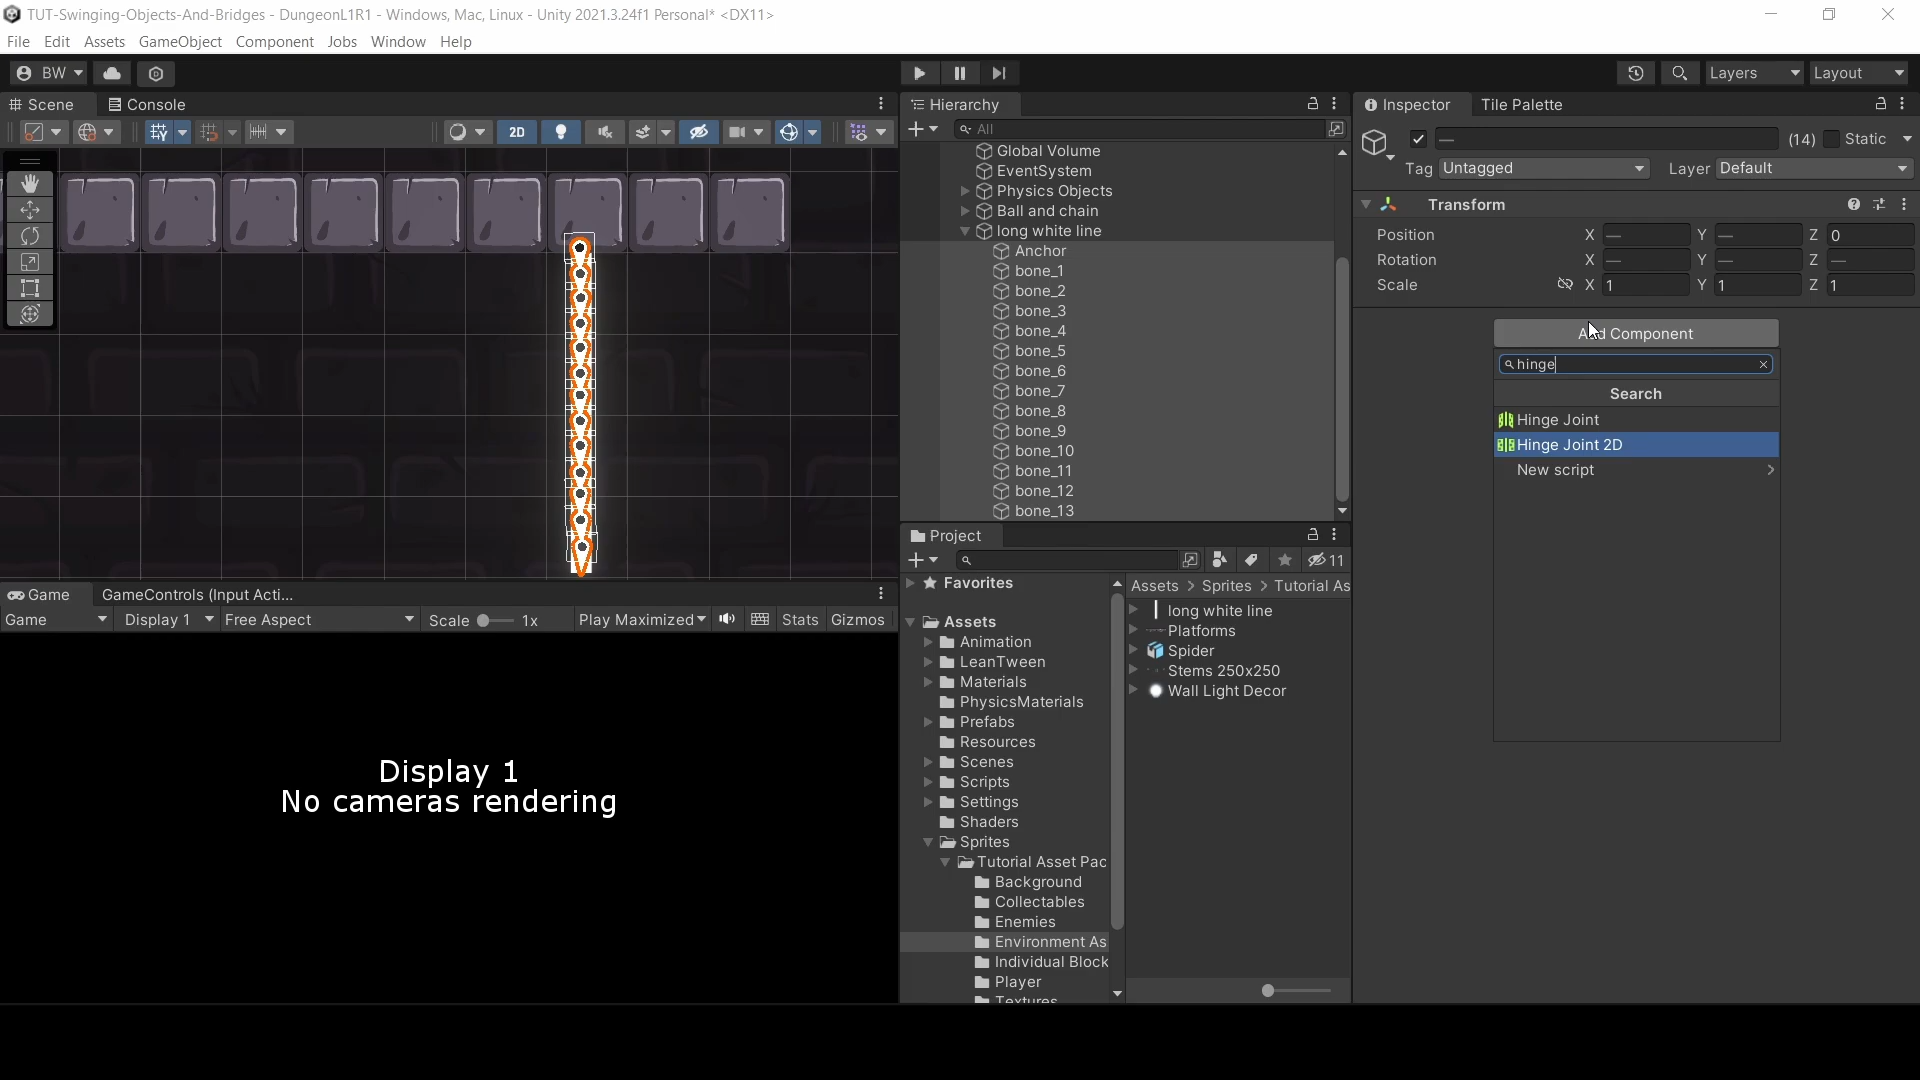 TUT-Swinging-Objects-And-Bridges - DungeonL1R1 - Windows, Mac, Linux - Unity 2021.3.24f1 Personal* <DX11>
File Edit Assets GameObject Component Jobs Window Help
BW Layers Layout
Scene Console
2D
Hierarchy
All
Global Volume
EventSystem
Physics Objects
Ball and chain
long white line
Anchor
bone_1
bone_2
bone_3
bone_4
bone_5
bone_6
bone_7
bone_8
bone_9
bone_10
bone_11
bone_12
bone_13
Inspector Tile Palette
— (14) Static
Tag Untagged Layer Default
Transform
Position X — Y — Z 0
Rotation X — Y — Z —
Scale X 1 Y 1 Z 1
Add Component
hinge
Search
Hinge Joint
Hinge Joint 2D
New script
Game GameControls (Input Acti...
Game Display 1 Free Aspect Scale 1x Play Maximized Stats Gizmos
Display 1
No cameras rendering
Project
11
Favorites
Assets
Animation
LeanTween
Materials
PhysicsMaterials
Prefabs
Resources
Scenes
Scripts
Settings
Shaders
Sprites
Tutorial Asset Pac
Background
Collectables
Enemies
Environment As
Individual Block
Player
Textures
Assets > Sprites > Tutorial As
long white line
Platforms
Spider
Stems 250x250
Wall Light Decor